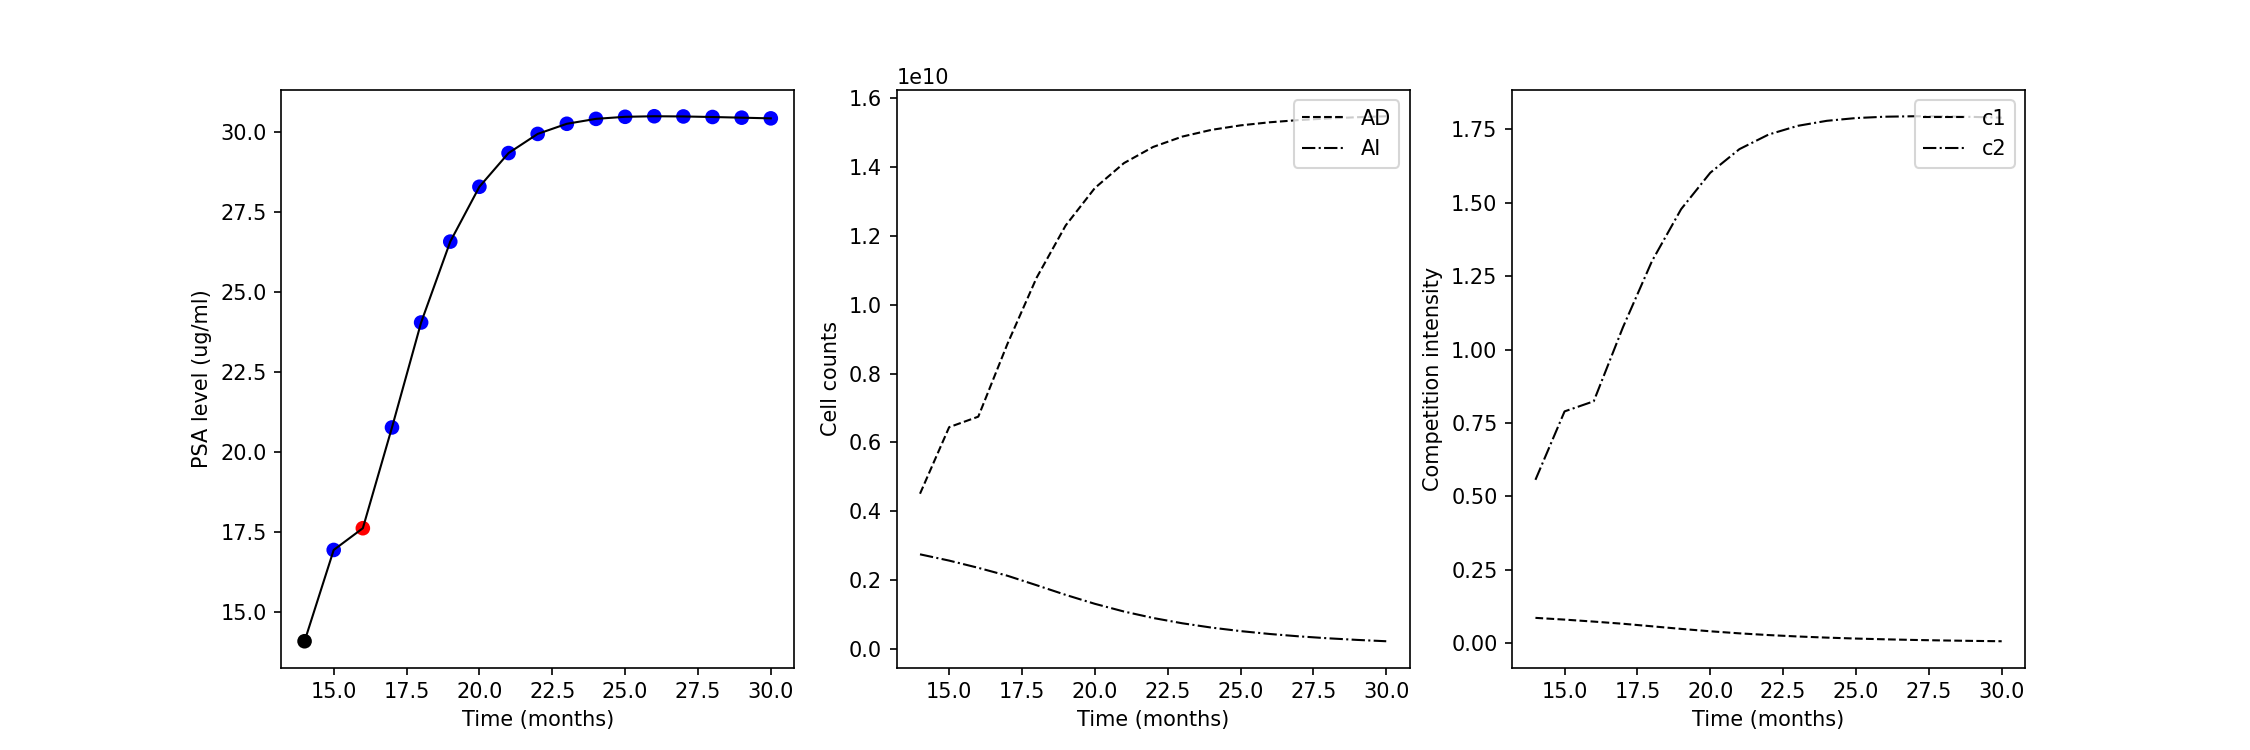 PSA level (ug/ml)
30.0
27.5
25.0
22.5
20.0
17.5
15.0
15.0 17.5 20.0 22.5 25.0 27.5 30.0
Time (months)
1e10
Cell counts
1.6
1.4
1.2
1.0
0.8
0.6
0.4
0.2
0.0
AD
AI
15.0 17.5 20.0 22.5 25.0 27.5 30.0
Time (months)
Competition intensity
1.75
1.50
1.25
1.00
0.75
0.50
0.25
0.00
c1
c2
15.0 17.5 20.0 22.5 25.0 27.5 30.0
Time (months)